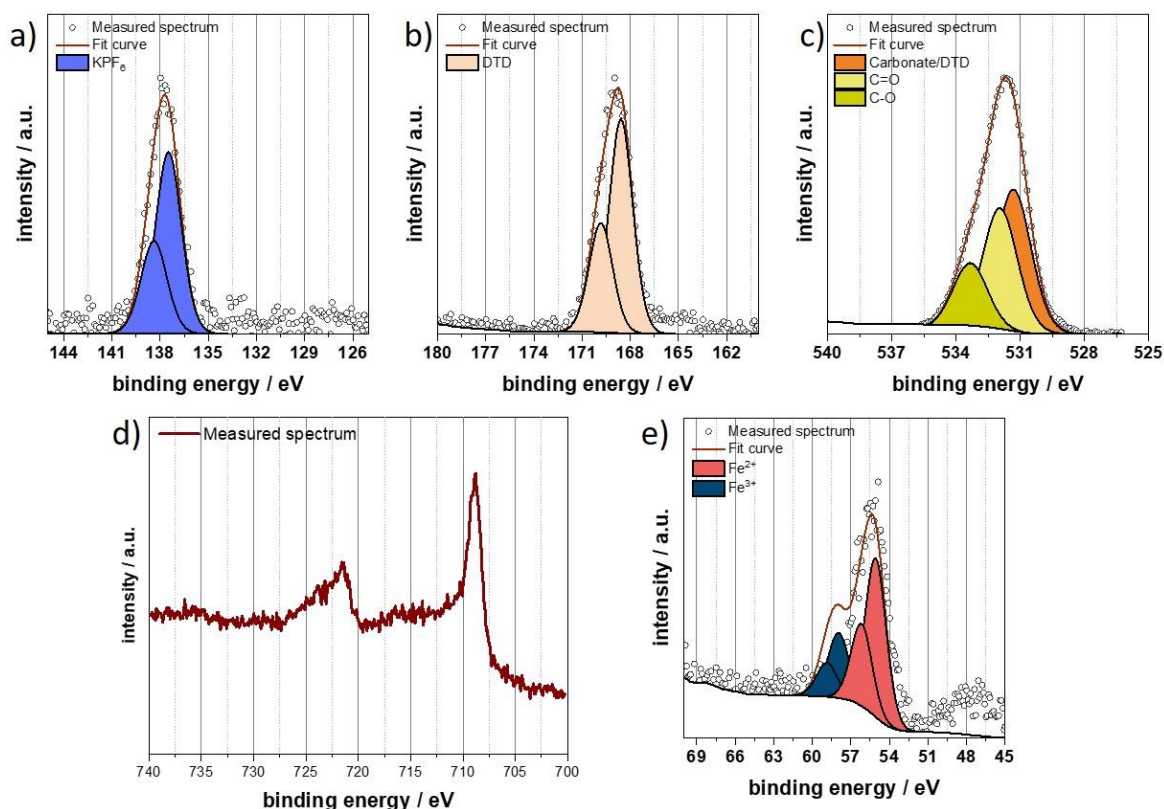 a)
Measured spectrum
Fit curve
KPF₆
intensity / a.u.
144 141 138 135 132 129 126
binding energy / eV
b)
Measured spectrum
Fit curve
DTD
intensity / a.u.
180 177 174 171 168 165 162
binding energy / eV
c)
Measured spectrum
Fit curve
Carbonate/DTD
C=O
C-O
intensity / a.u.
540 537 534 531 528 525
binding energy / eV
d)
Measured spectrum
intensity / a.u.
740 735 730 725 720 715 710 705 700
binding energy / eV
e)
Measured spectrum
Fit curve
Fe²⁺
Fe³⁺
intensity / a.u.
69 66 63 60 57 54 51 48 45
binding energy / eV